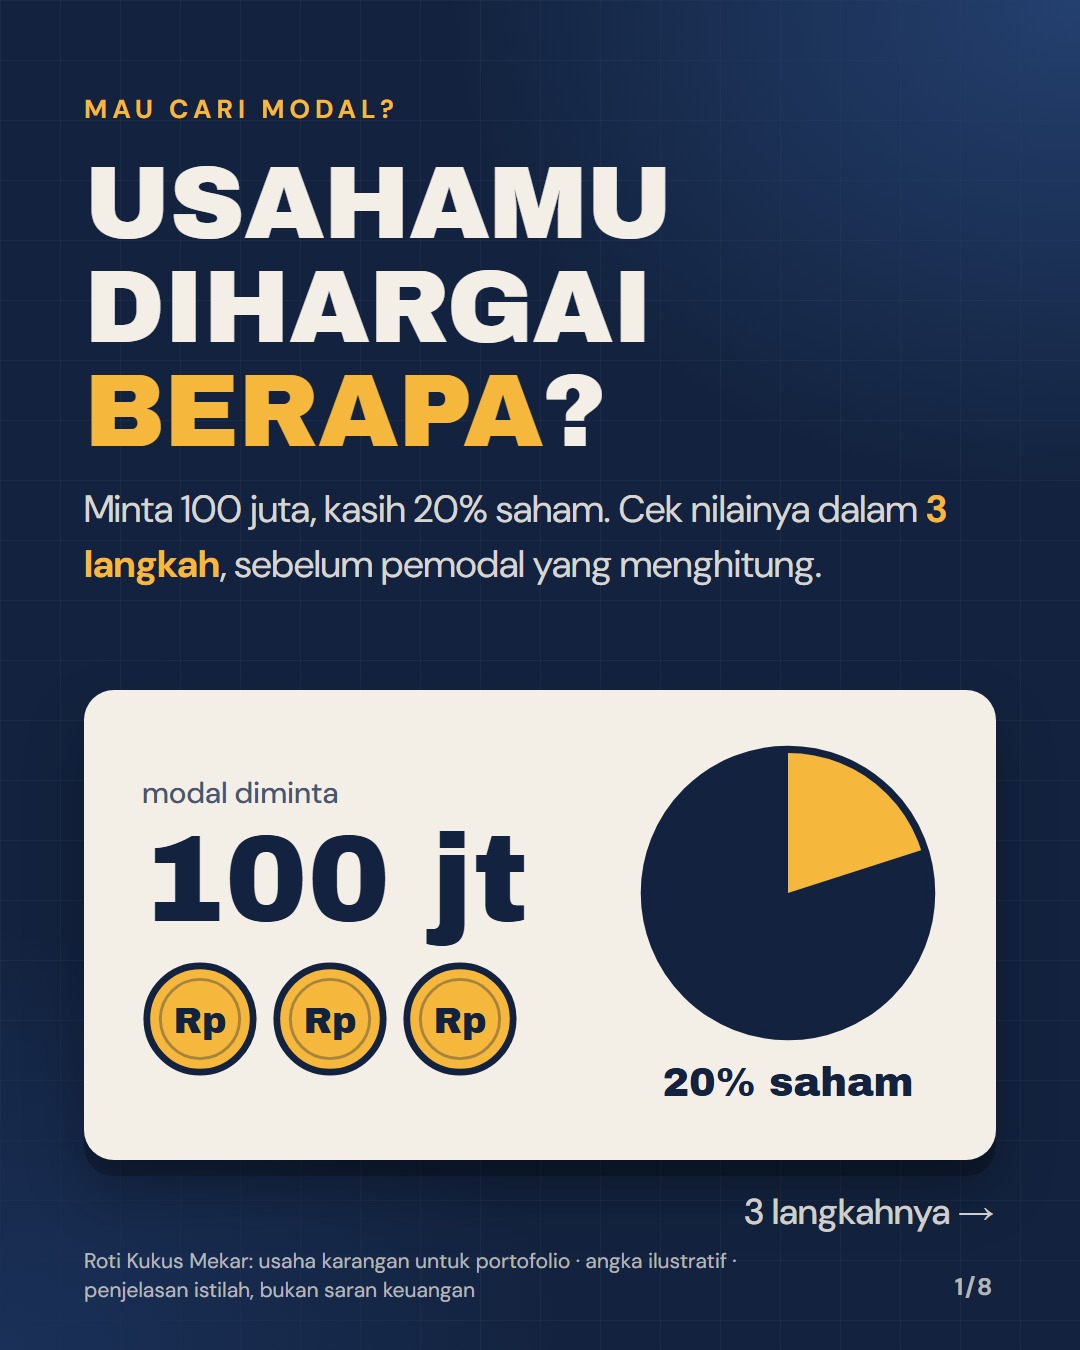 MAU CARI MODAL?
USAHAMU
DIHARGAI
BERAPA?
Minta 100 juta, kasih 20% saham. Cek nilainya dalam 3
langkah, sebelum pemodal yang menghitung.
modal diminta
100 jt
Rp Rp Rp
20% saham
3 langkahnya →
Roti Kukus Mekar: usaha karangan untuk portofolio · angka ilustratif ·
penjelasan istilah, bukan saran keuangan
1/8